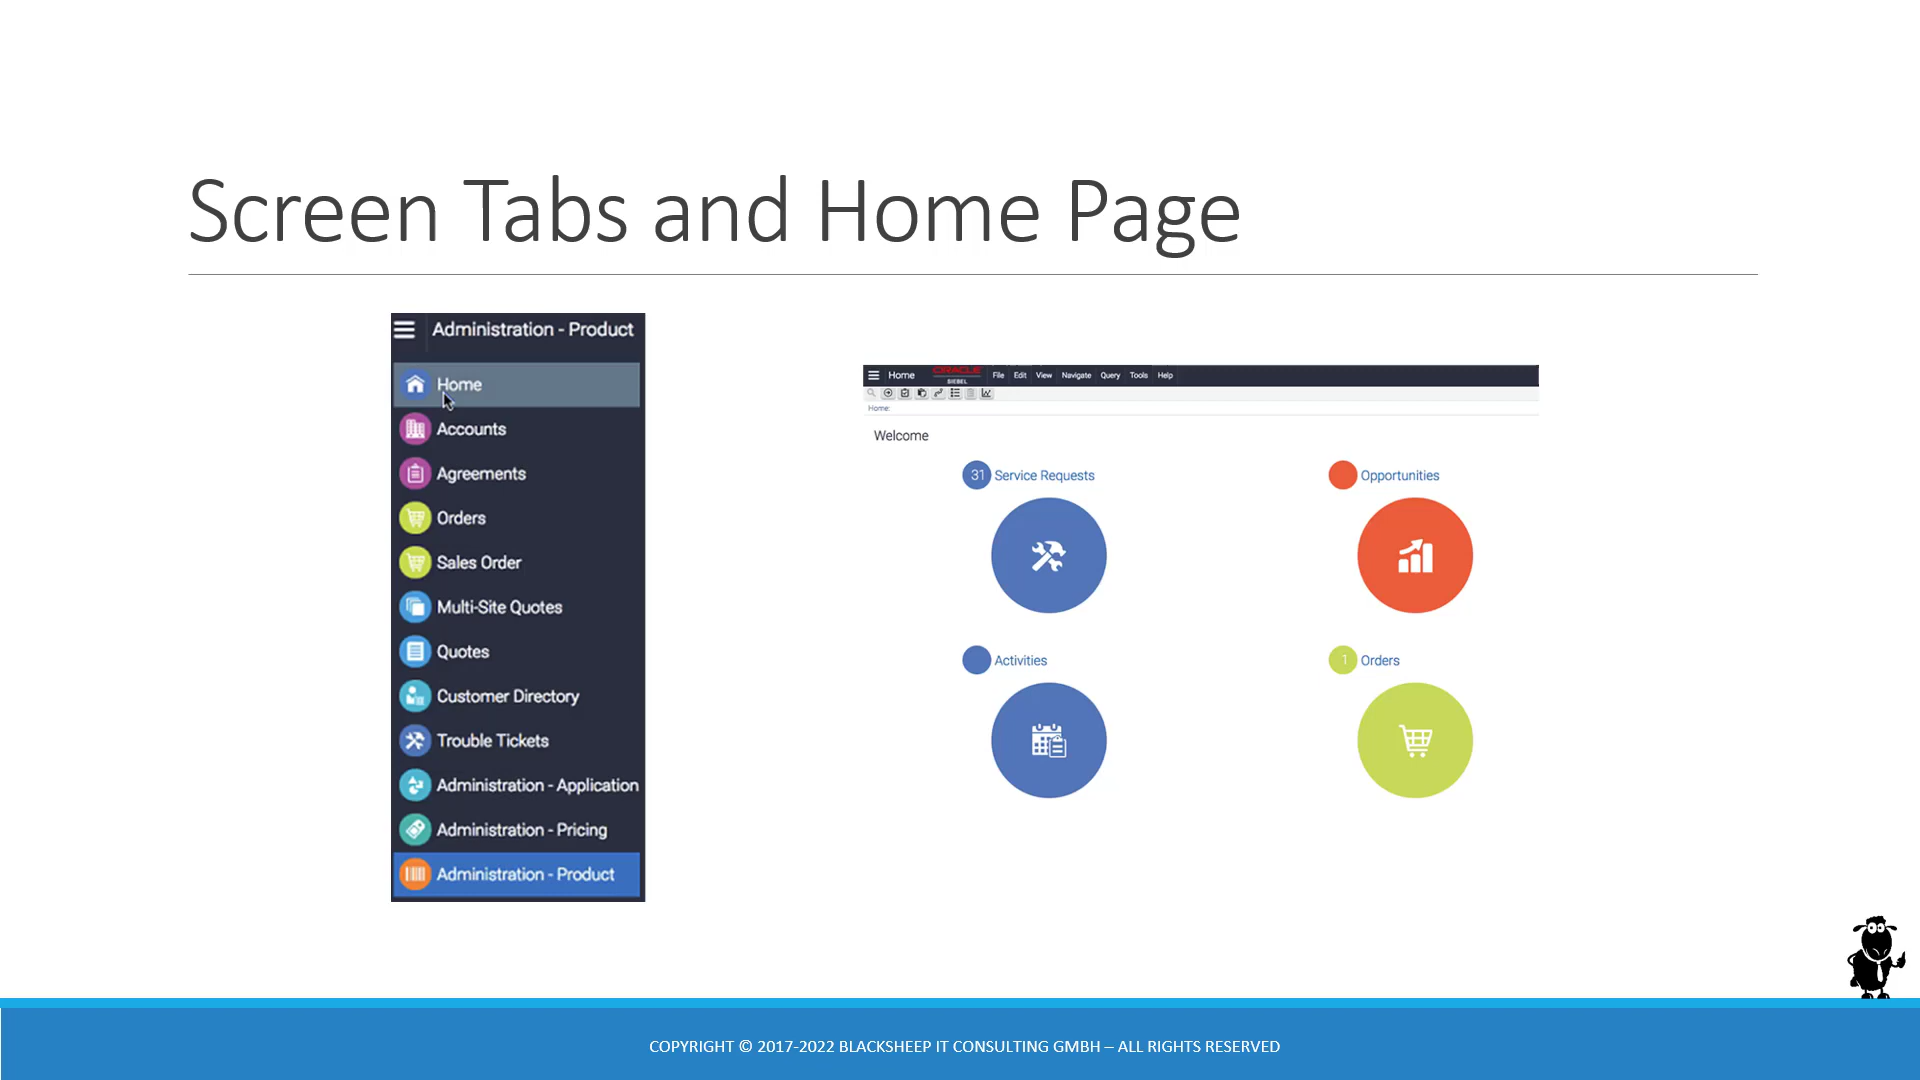 Screen Tabs and Home Page
Administration - Product
Home
Accounts
Agreements
Orders
Sales Order
Multi-Site Quotes
Quotes
Customer Directory
Trouble Tickets
Administration - Application
Administration - Pricing
Administration - Product
Home ORACLE SIEBEL File Edit View Navigate Query Tools Help
Home:
Welcome
31 Service Requests
Opportunities
Activities
1 Orders
COPYRIGHT © 2017-2022 BLACKSHEEP IT CONSULTING GMBH – ALL RIGHTS RESERVED